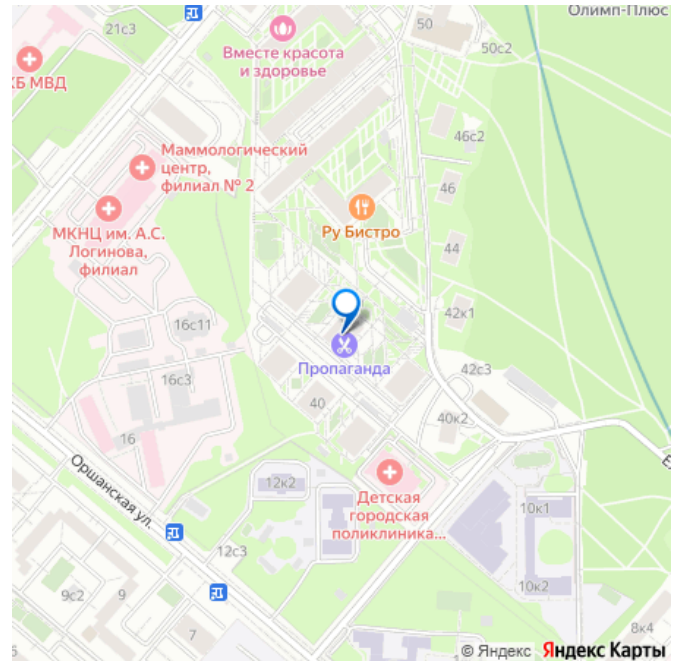 Олимп-Плюс
21с3
50
50с2
Вместе красота
и здоровье
КБ МВД
46с2
Маммологический
центр,
филиал № 2
46
Ру Бистро
МКНЦ им. А.С.
Логинова,
филиал
44
42к1
16с11
Пропаганда
42с3
16с3
40
40к2
16
Оршанская ул.
12к2
Детская
городская
поликлиника...
10к1
12с3
10к2
9с2
9
7
8к4
© Яндекс Яндекс Карты